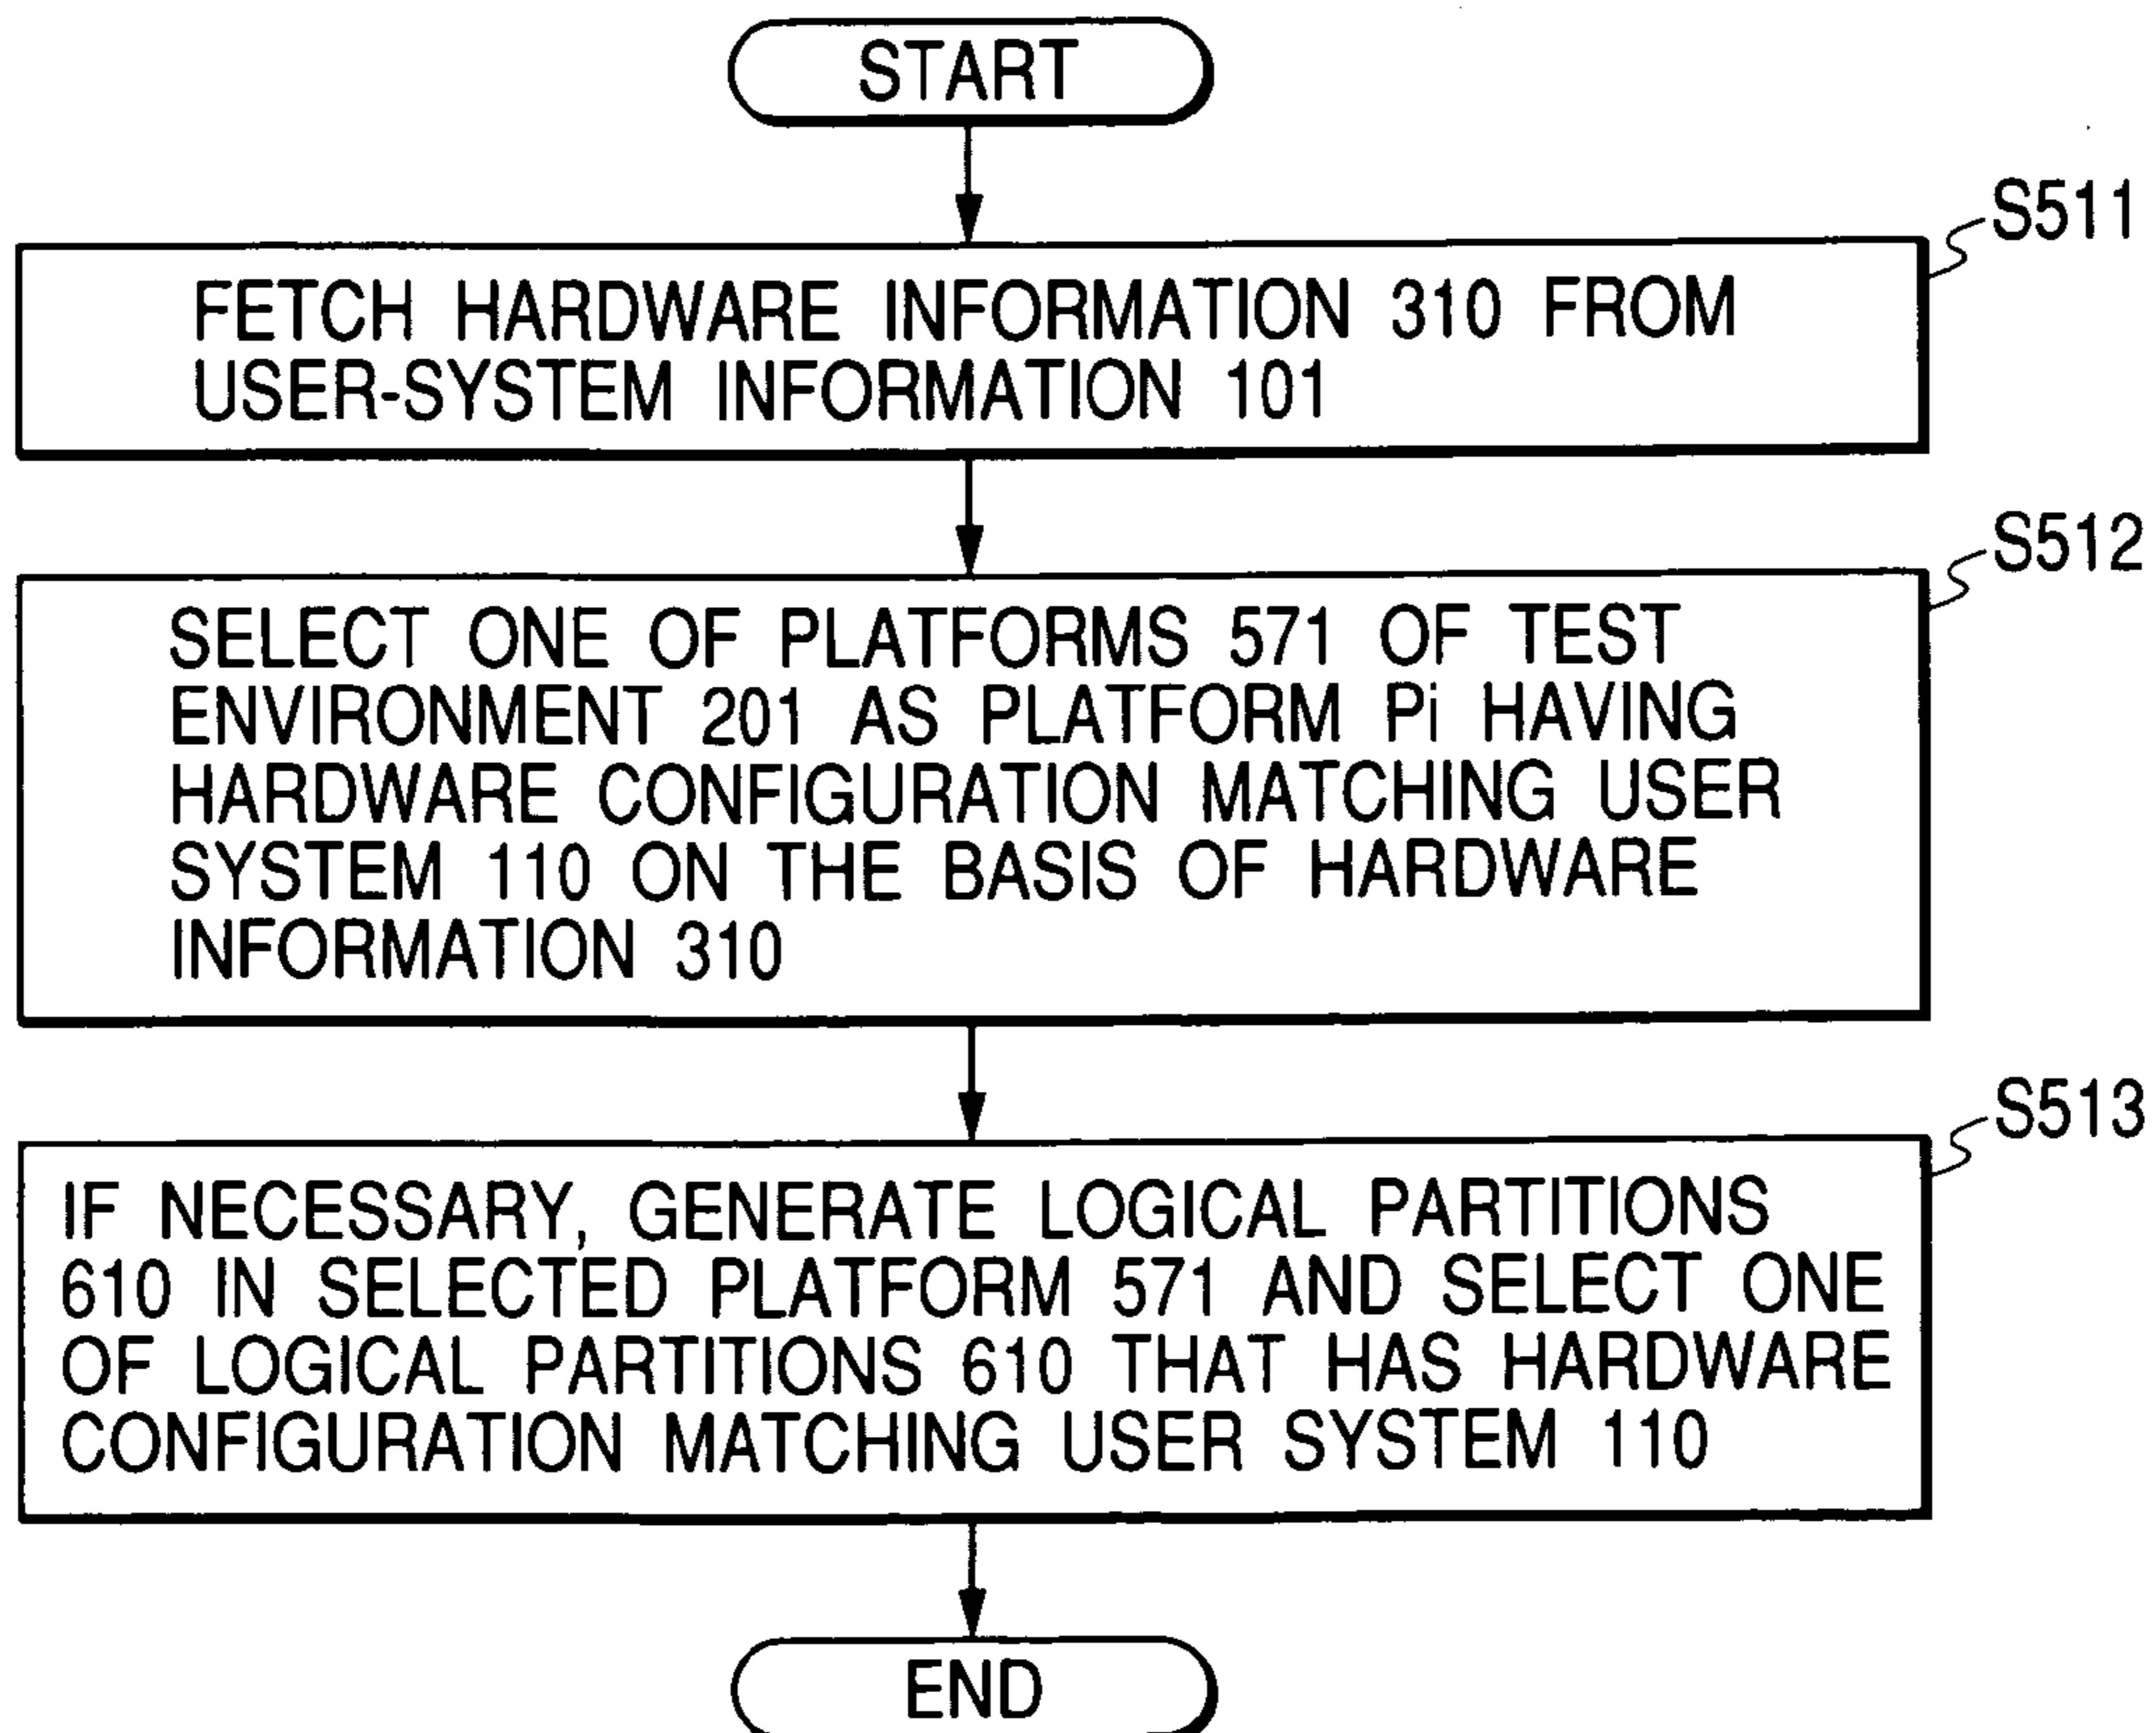 START
S511
FETCH HARDWARE INFORMATION 310 FROM
USER-SYSTEM INFORMATION 101
S512
SELECT ONE OF PLATFORMS 571 OF TEST
ENVIRONMENT 201 AS PLATFORM Pi HAVING
HARDWARE CONFIGURATION MATCHING USER
SYSTEM 110 ON THE BASIS OF HARDWARE
INFORMATION 310
S513
IF NECESSARY, GENERATE LOGICAL PARTITIONS
610 IN SELECTED PLATFORM 571 AND SELECT ONE
OF LOGICAL PARTITIONS 610 THAT HAS HARDWARE
CONFIGURATION MATCHING USER SYSTEM 110
END